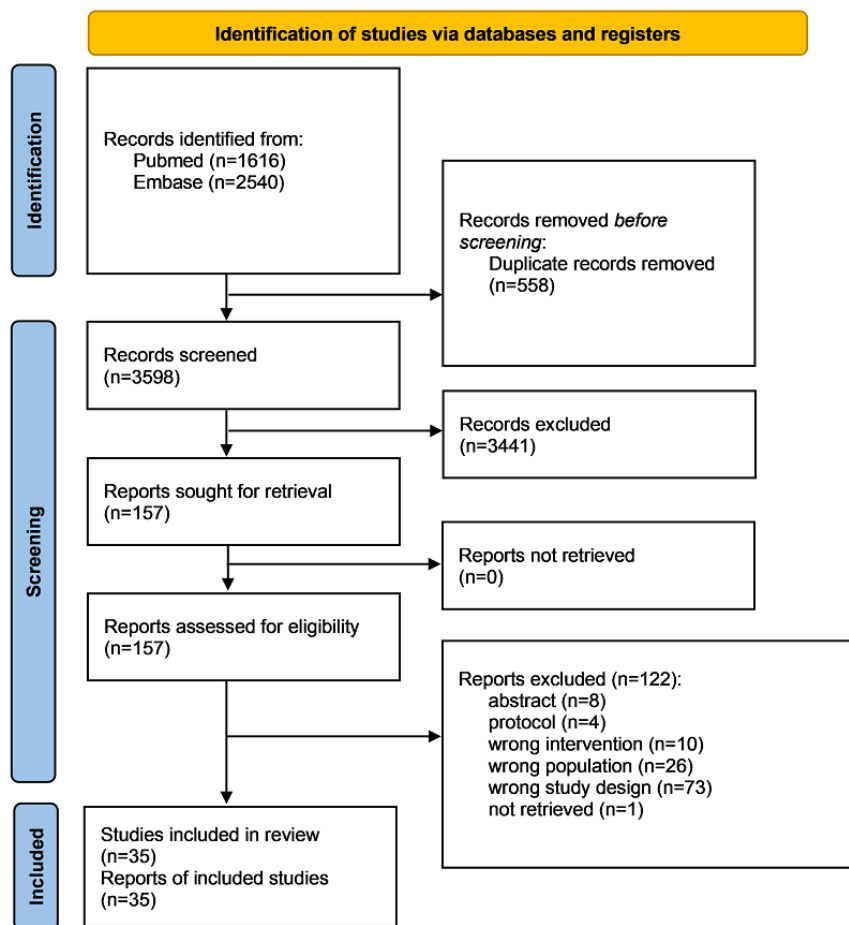 Identification of studies via databases and registers
Identification
Records identified from:
Pubmed (n=1616)
Embase (n=2540)
Records removed before
screening:
Duplicate records removed
(n=558)
Screening
Records screened
(n=3598)
Records excluded
(n=3441)
Reports sought for retrieval
(n=157)
Reports not retrieved
(n=0)
Reports assessed for eligibility
(n=157)
Reports excluded (n=122):
abstract (n=8)
protocol (n=4)
wrong intervention (n=10)
wrong population (n=26)
wrong study design (n=73)
not retrieved (n=1)
Included
Studies included in review
(n=35)
Reports of included studies
(n=35)